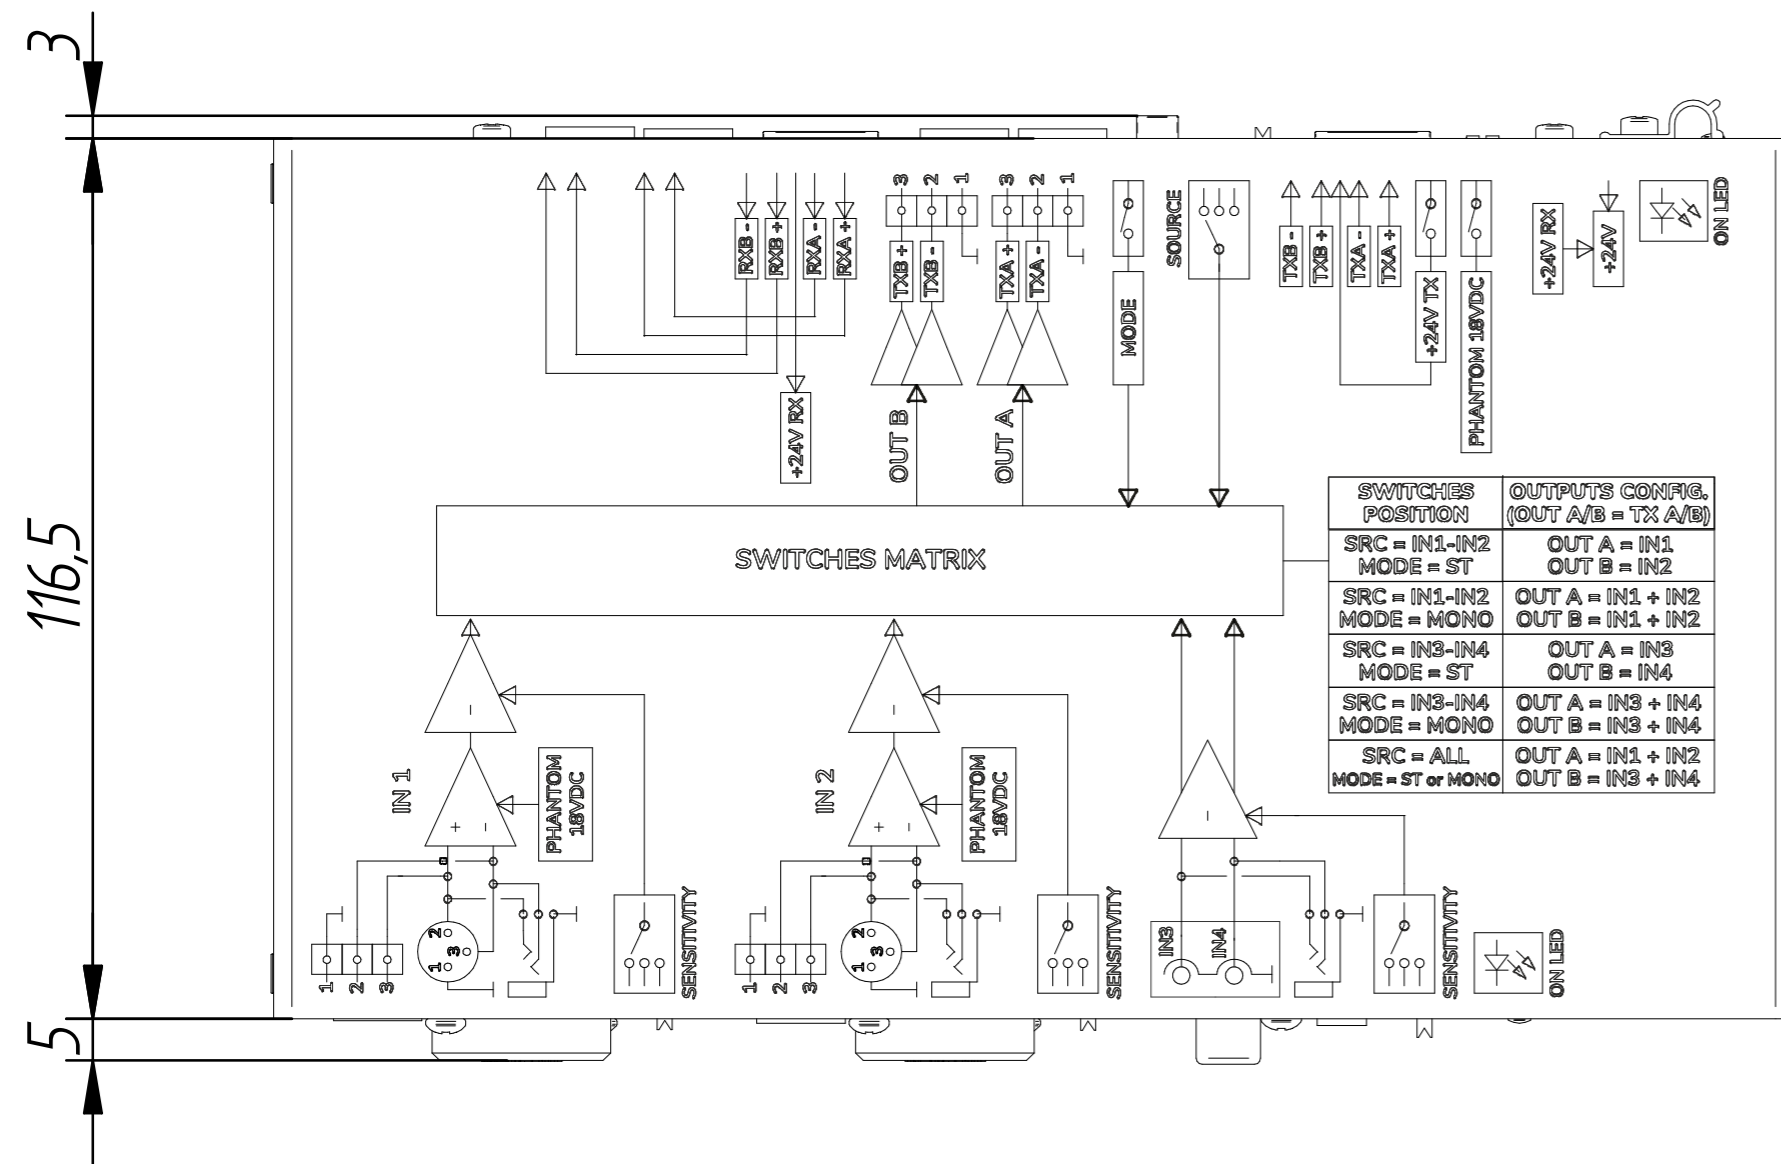 3
116,5
5
RXB -
RXB +
RXA -
RXA +
+24V RX
3
2
1
TXB +
TXB -
OUT B
3
2
1
TXA +
TXA -
OUT A
MODE
SOURCE
TXB -
TXB +
TXA -
TXA +
+24V TX
PHANTOM 18VDC
+24V RX
+24V
ON LED
SWITCHES MATRIX
SWITCHES
POSITION
OUTPUTS CONFIG.
(OUT A/B = TX A/B)
SRC = IN1-IN2
MODE = ST
OUT A = IN1
OUT B = IN2
SRC = IN1-IN2
MODE = MONO
OUT A = IN1 + IN2
OUT B = IN1 + IN2
SRC = IN3-IN4
MODE = ST
OUT A = IN3
OUT B = IN4
SRC = IN3-IN4
MODE = MONO
OUT A = IN3 + IN4
OUT B = IN3 + IN4
SRC = ALL
MODE = ST or MONO
OUT A = IN1 + IN2
OUT B = IN3 + IN4
IN 1
+
-
-
PHANTOM
18VDC
1
2
3
1
2
3
SENSITIVITY
IN 2
+
-
-
PHANTOM
18VDC
1
2
3
1
2
3
SENSITIVITY
-
IN3
IN4
SENSITIVITY
ON LED